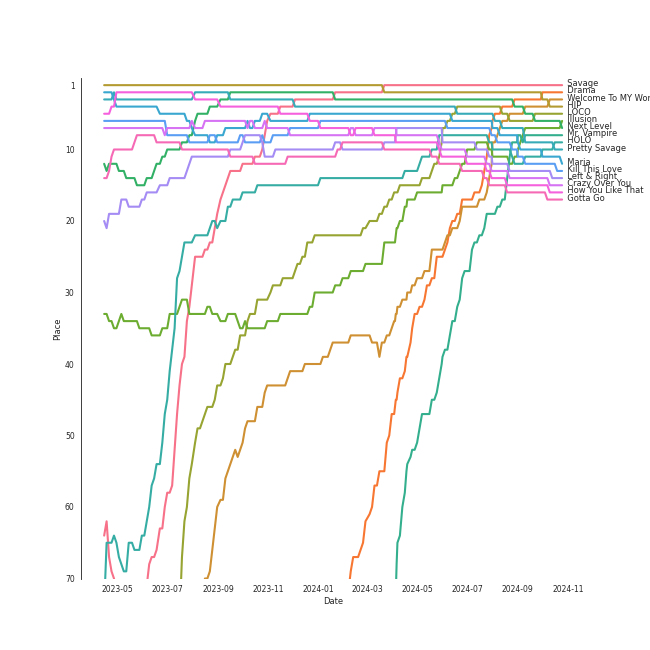 1
10
20
30
40
50
60
70
Place
2023-05
2023-07
2023-09
2023-11
2024-01
2024-03
2024-05
2024-07
2024-09
2024-11
Date
Savage
Drama
Welcome To MY Wor
HIP
LOCO
Illusion
Next Level
Mr. Vampire
HOLO
Pretty Savage
Maria
Kill This Love
Left & Right
Crazy Over You
How You Like That
Gotta Go